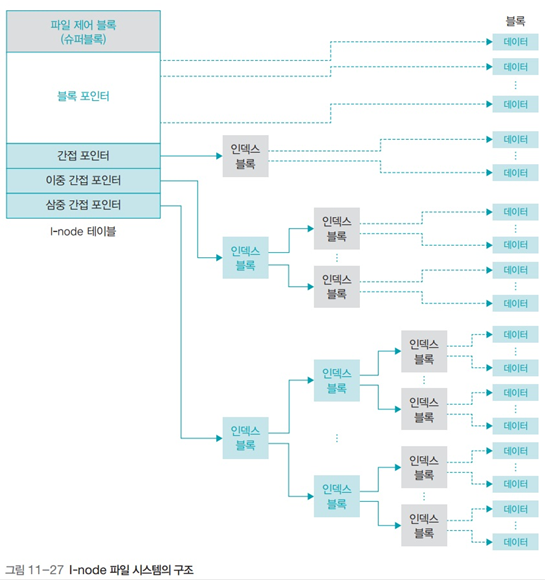 파일 제어 블록
(슈퍼블록)
블록 포인터
간접 포인터
이중 간접 포인터
삼중 간접 포인터
I-node 테이블
블록
데이터
데이터
⋮
데이터
인덱스
블록
데이터
⋮
데이터
인덱스
블록
인덱스
블록
⋮
인덱스
블록
데이터
⋮
데이터
데이터
⋮
데이터
인덱스
블록
인덱스
블록
⋮
인덱스
블록
인덱스
블록
⋮
인덱스
블록
인덱스
블록
⋮
인덱스
블록
데이터
⋮
데이터
데이터
⋮
데이터
데이터
⋮
데이터
데이터
⋮
데이터
그림 11-27 I-node 파일 시스템의 구조